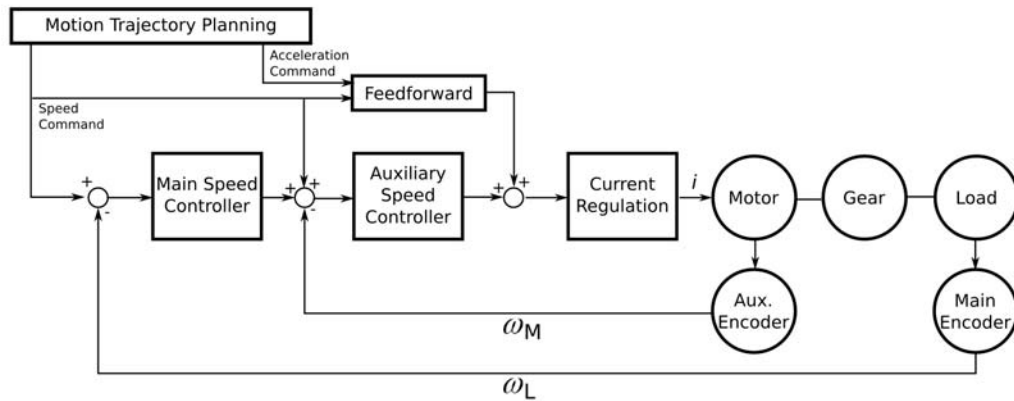 Motion Trajectory Planning
Acceleration
Command
Feedforward
Speed
Command
+
-
Main Speed
Controller
+
+
-
Auxiliary
Speed
Controller
+
+
Current
Regulation
i
Motor
Gear
Load
Aux.
Encoder
Main
Encoder
ωM
ωL